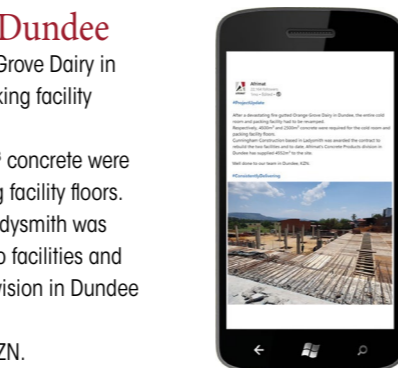 Dundee
Grove Dairy in
king facility
concrete were
g facility floors.
dysmith was
o facilities and
vision in Dundee
ZN.
Afrimat
#ProjectUpdate
After a devastating fire gutted Orange Grove Dairy in Dundee, the entire cold
room and packing facility had to be revamped.
Respectively, 4600m³ and 2500m³ concrete were required for the cold room and
packing facility floors.
Cunningham Construction based in Ladysmith was awarded the contract to
rebuild the two facilities and to date, Afrimat's Concrete Products division in
Dundee has supplied 4052m³ to the site.
Well done to our team in Dundee, KZN.
#ConsistentlyDelivering